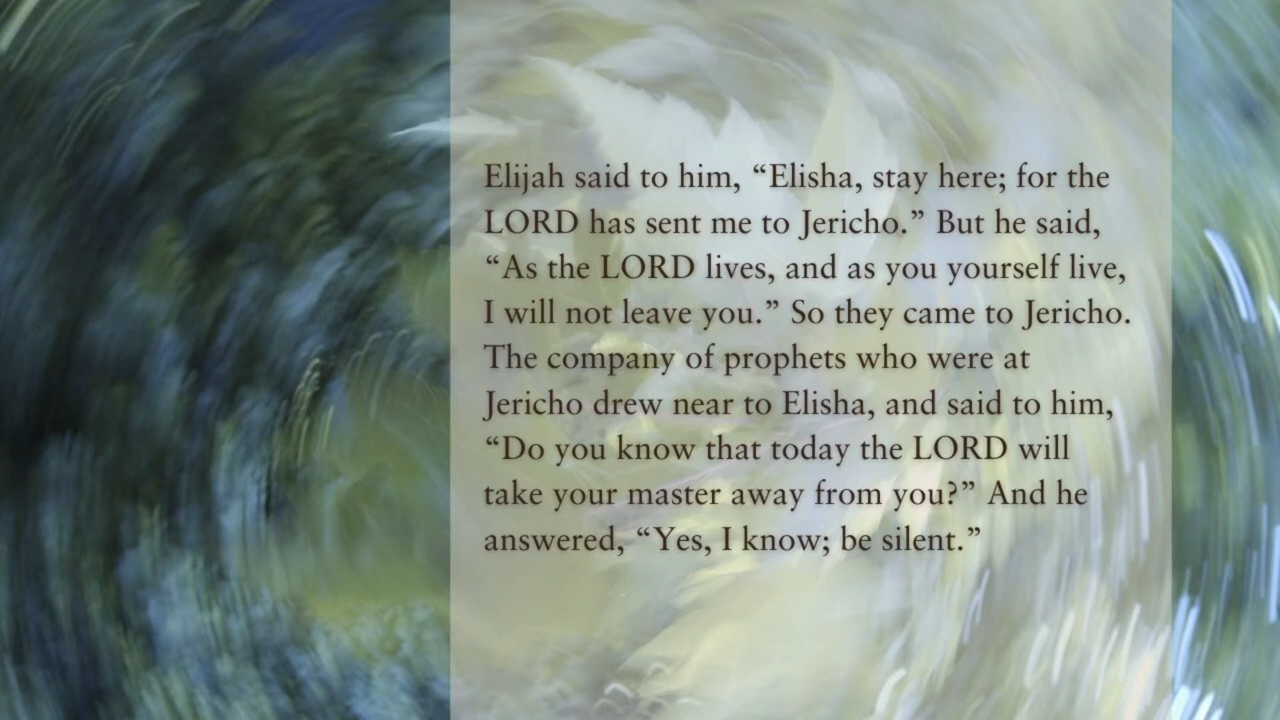 Elijah said to him, “Elisha, stay here; for the
LORD has sent me to Jericho.” But he said,
“As the LORD lives, and as you yourself live,
I will not leave you.” So they came to Jericho.
The company of prophets who were at
Jericho drew near to Elisha, and said to him,
“Do you know that today the LORD will
take your master away from you?” And he
answered, “Yes, I know; be silent.”